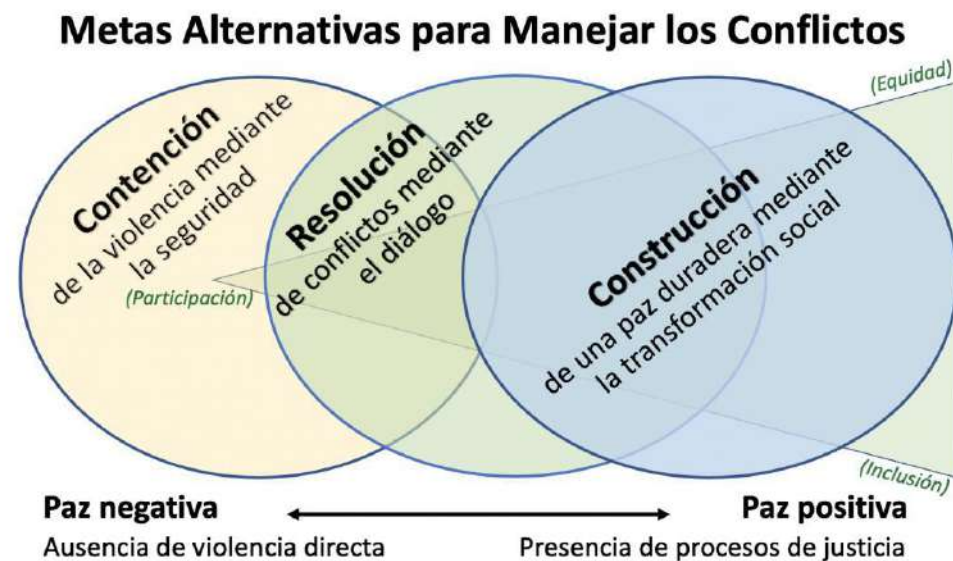 Metas Alternativas para Manejar los Conflictos
Contención
de la violencia mediante
la seguridad
(Participación)
Resolución
de conflictos mediante
el diálogo
Construcción
de una paz duradera mediante
la transformación social
(Equidad)
(Inclusión)
Paz negativa
Ausencia de violencia directa
Paz positiva
Presencia de procesos de justicia